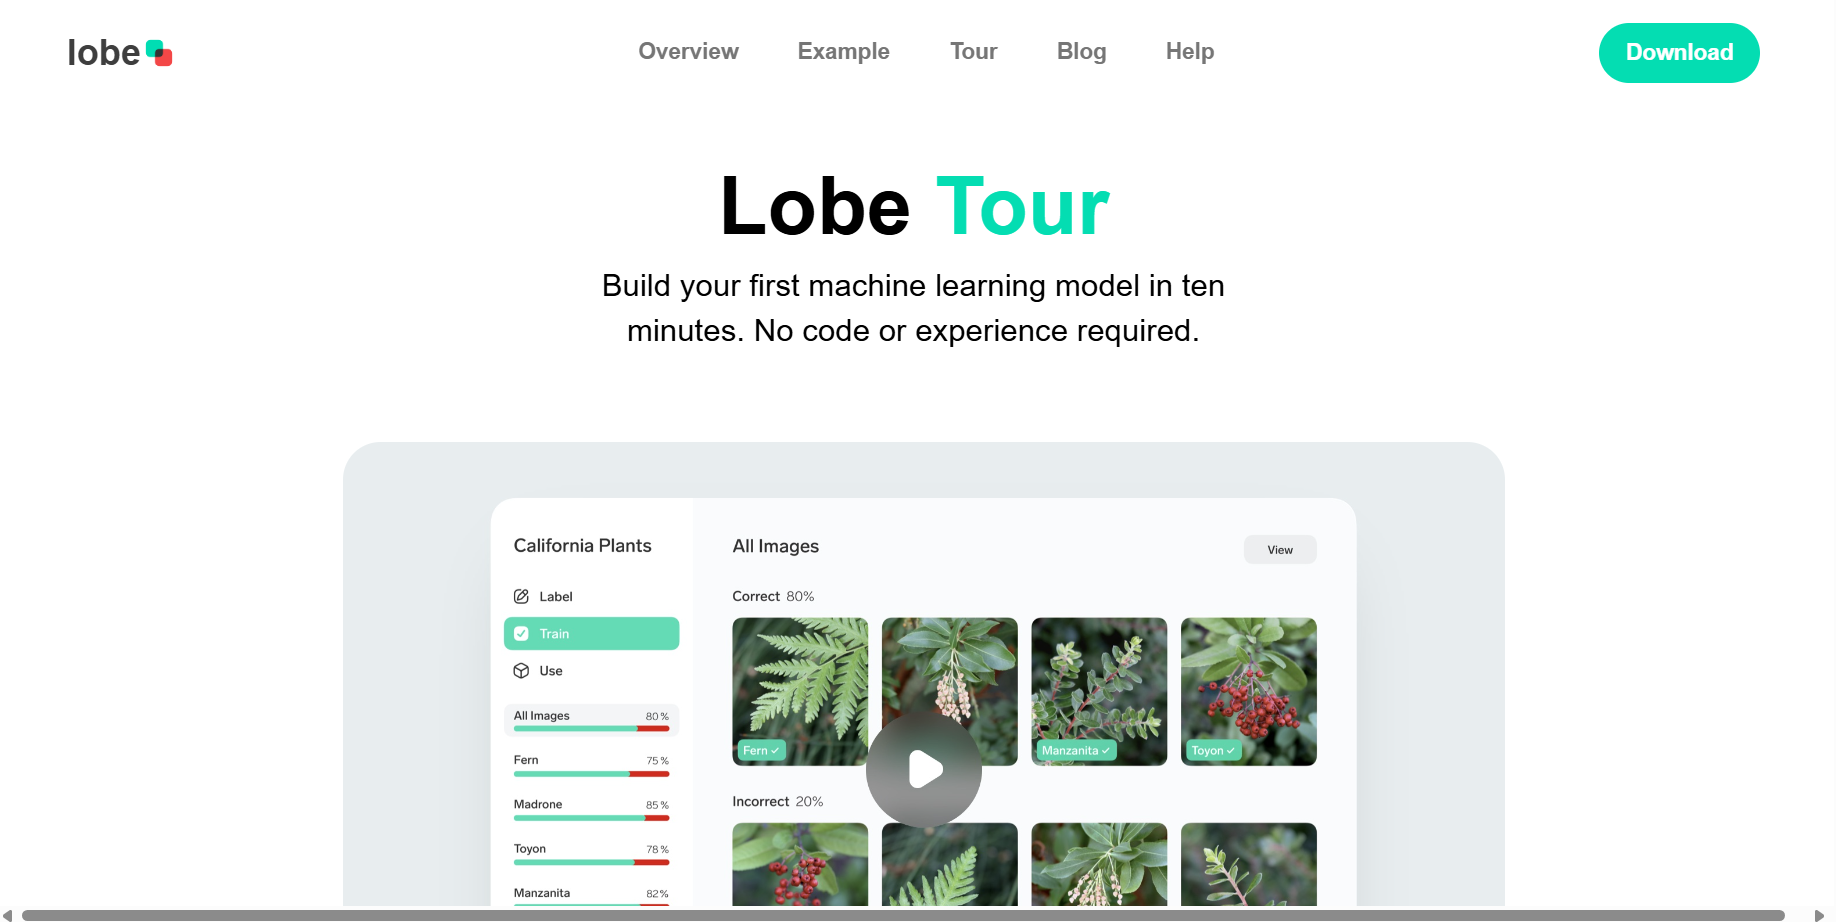 lobe
Overview Example Tour Blog Help
Download
Lobe Tour
Build your first machine learning model in ten
minutes. No code or experience required.
California Plants
Label
Train
Use
All Images 80%
Fern 75%
Madrone 85%
Toyon 78%
Manzanita 82%
All Images
View
Correct 80%
Fern
Manzanita
Toyon
Incorrect 20%